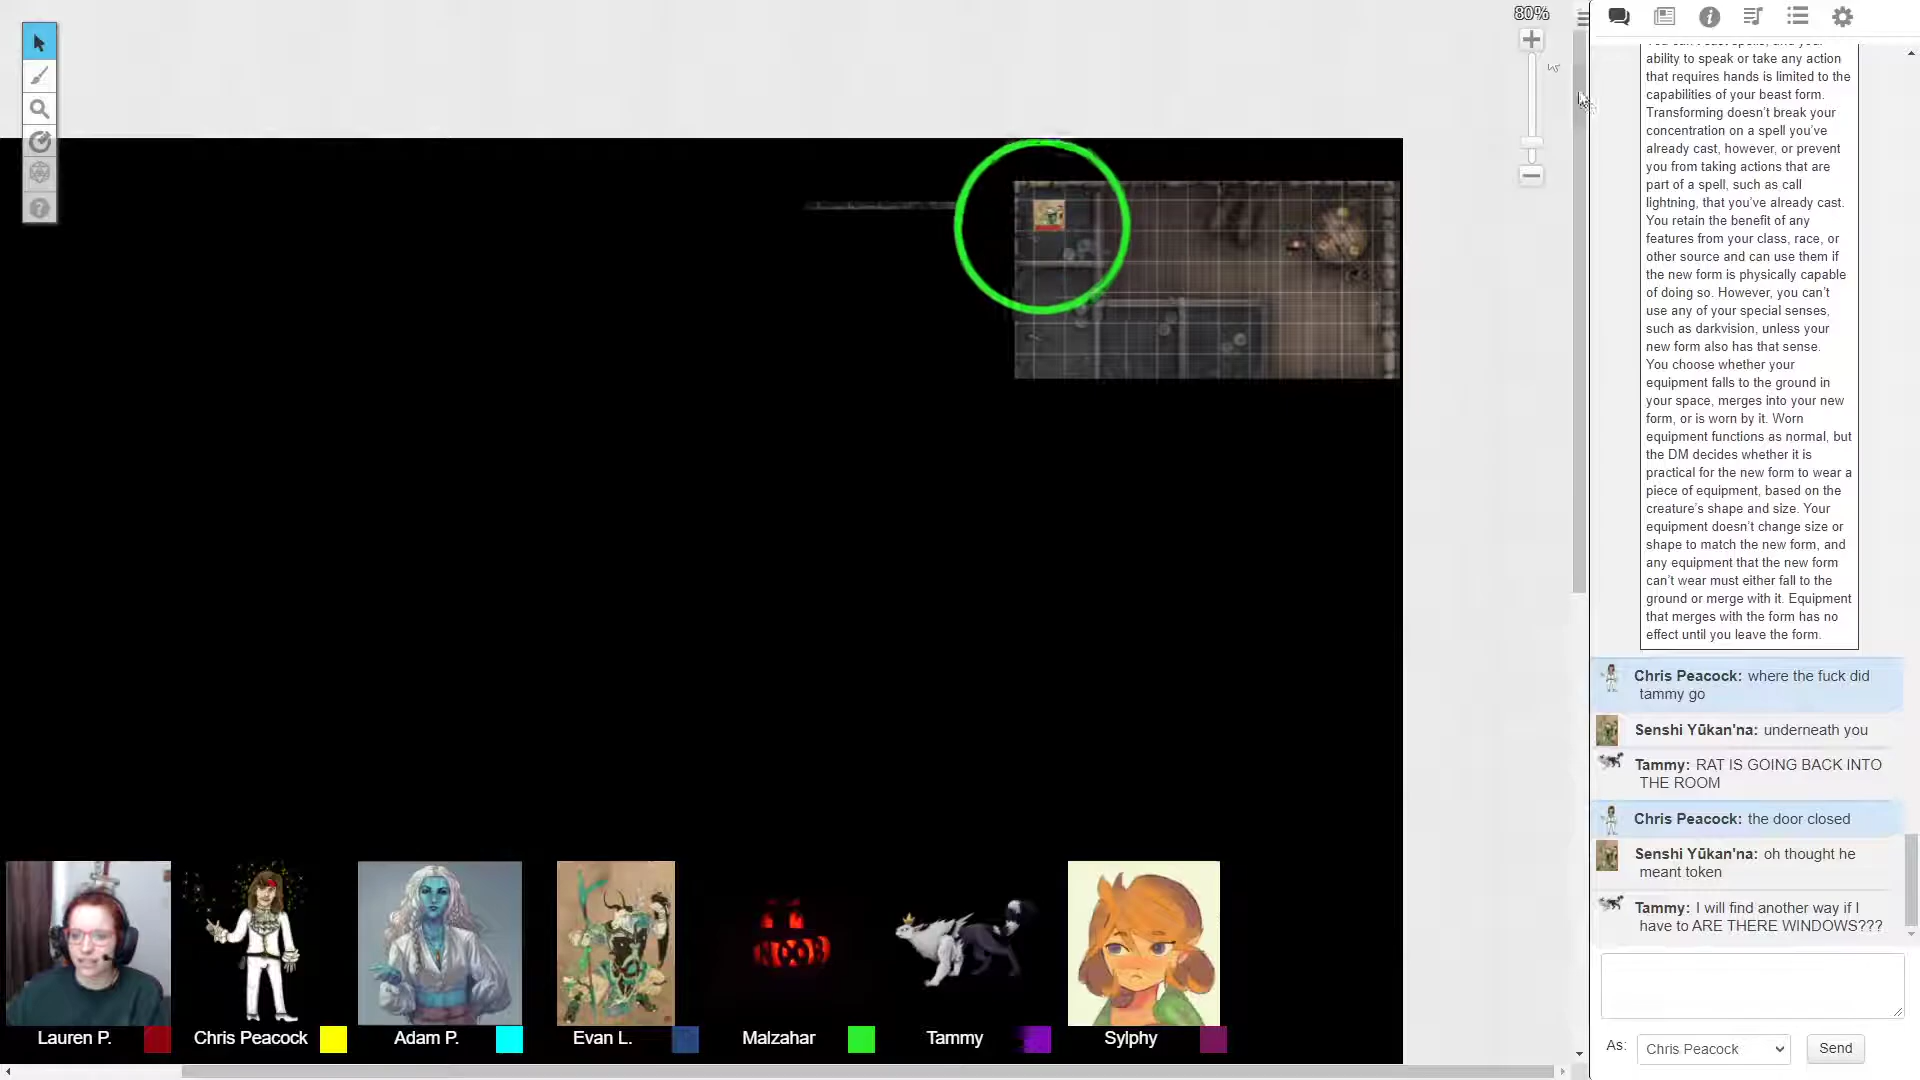 80%
You can't cast spells, and your
ability to speak or take any action
that requires hands is limited to the
capabilities of your beast form.
Transforming doesn't break your
concentration on a spell you've
already cast, however, or prevent
you from taking actions that are
part of a spell, such as call
lightning, that you've already cast.
You retain the benefit of any
features from your class, race, or
other source and can use them if
the new form is physically capable
of doing so. However, you can't
use any of your special senses,
such as darkvision, unless your
new form also has that sense.
You choose whether your
equipment falls to the ground in
your space, merges into your new
form, or is worn by it. Worn
equipment functions as normal, but
the DM decides whether it is
practical for the new form to wear a
piece of equipment, based on the
creature's shape and size. Your
equipment doesn't change size or
shape to match the new form, and
any equipment that the new form
can't wear must either fall to the
ground or merge with it. Equipment
that merges with the form has no
effect until you leave the form.
Chris Peacock: where the fuck did
tammy go
Senshi Yūkan'na: underneath you
Tammy: RAT IS GOING BACK INTO
THE ROOM
Chris Peacock: the door closed
Senshi Yūkan'na: oh thought he
meant token
Tammy: I will find another way if I
have to ARE THERE WINDOWS???
As: Chris Peacock Send
NOOB
Lauren P. Chris Peacock Adam P. Evan L. Malzahar Tammy Sylphy